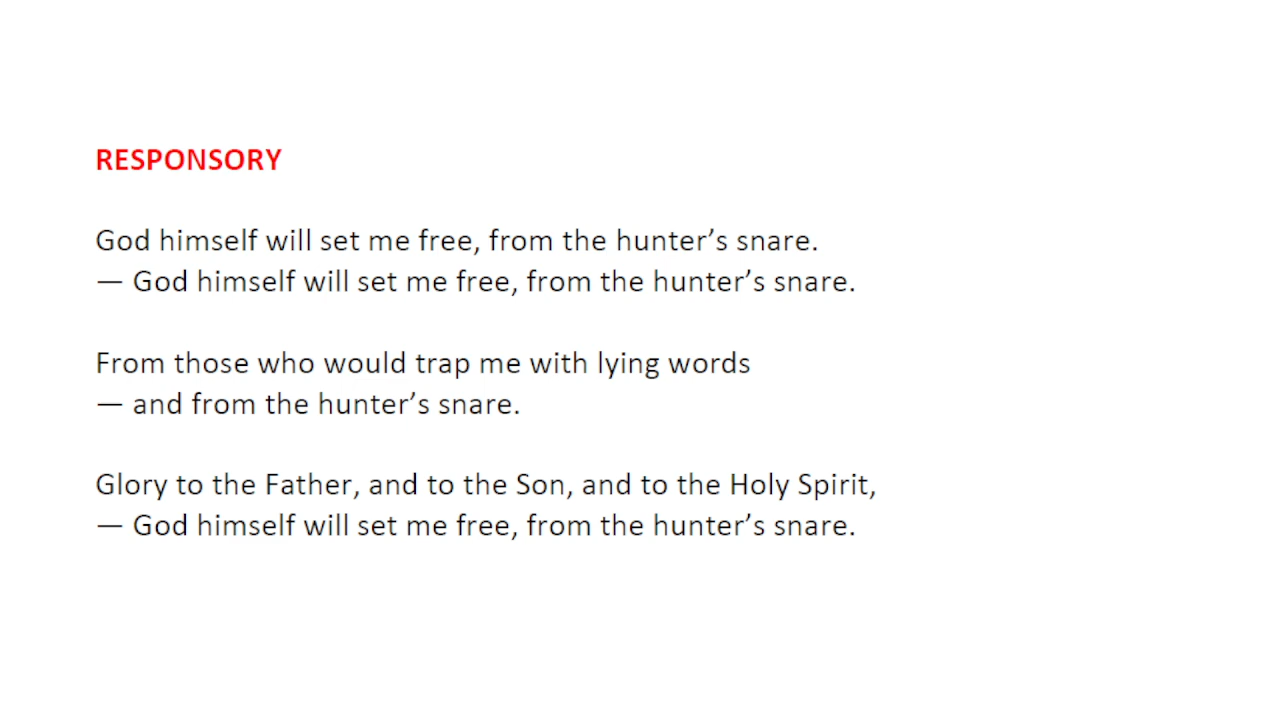 RESPONSORY
God himself will set me free, from the hunter’s snare.
— God himself will set me free, from the hunter’s snare.
From those who would trap me with lying words
— and from the hunter’s snare.
Glory to the Father, and to the Son, and to the Holy Spirit,
— God himself will set me free, from the hunter’s snare.